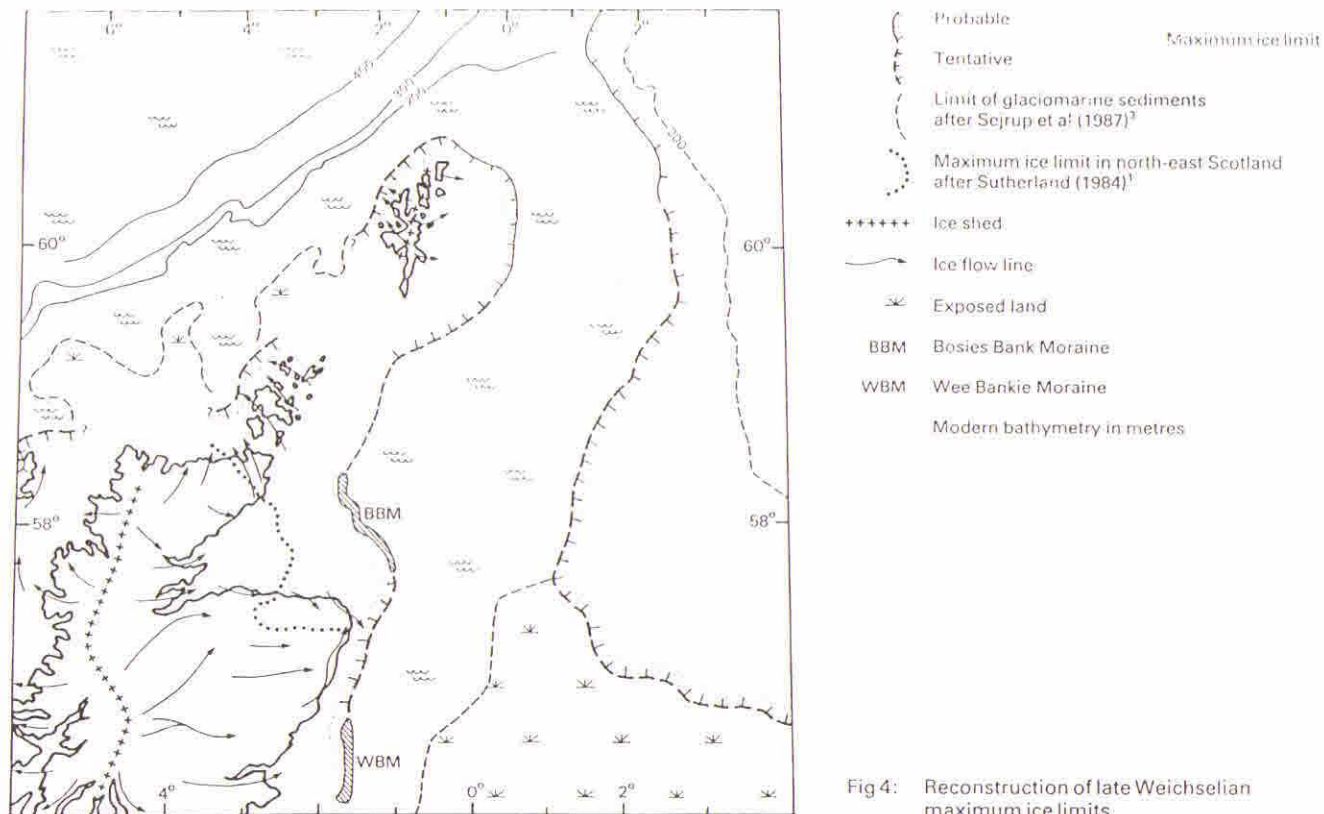 6° 2° 0° 2°
400
300
200
200
60° 60°
BBM
58° 58°
WBM
4° 0° 2°
Probable
Maximum ice limit
Tentative
Limit of glaciomarine sediments
after Sejrup et al (1987)³
Maximum ice limit in north-east Scotland
after Sutherland (1984)¹
Ice shed
Ice flow line
Exposed land
BBM Bosies Bank Moraine
WBM Wee Bankie Moraine
Modern bathymetry in metres
Fig 4: Reconstruction of late Weichselian
maximum ice limits